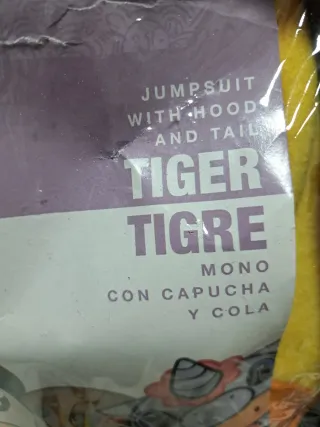 JUMPSUIT
WITH HOOD
AND TAIL
TIGER
TIGRE
MONO
CON CAPUCHA
Y COLA